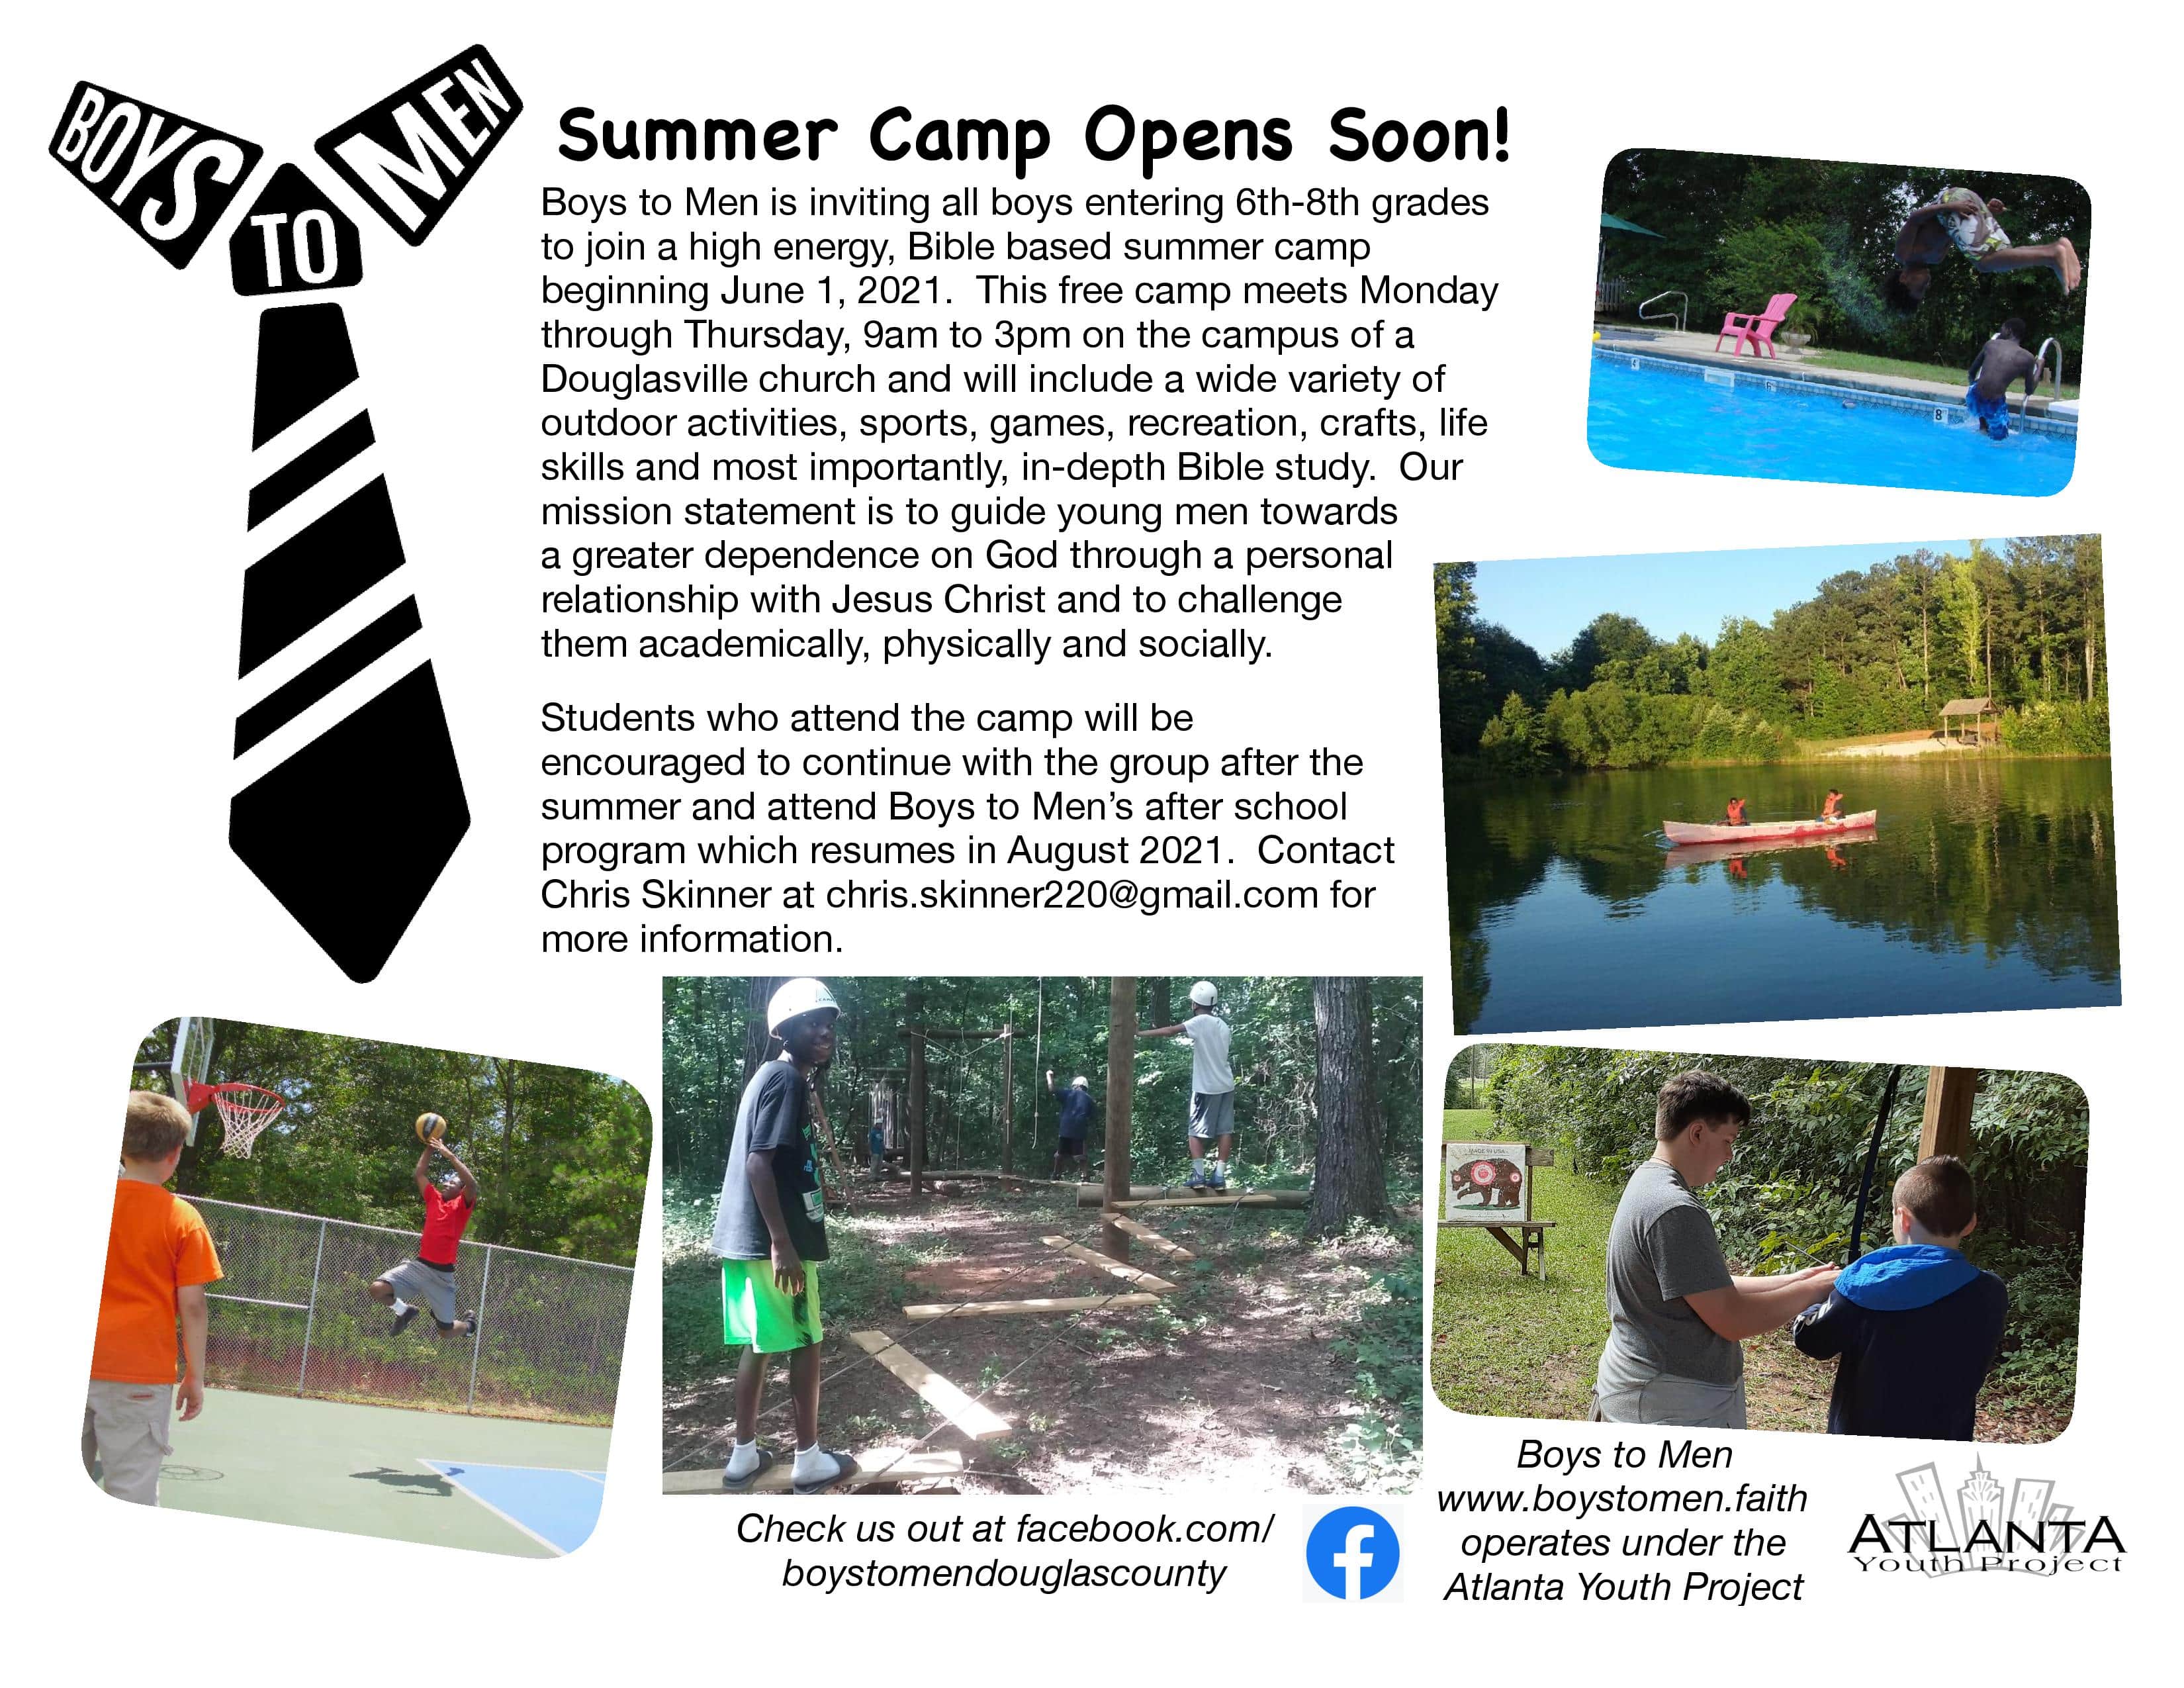 BOYS
TO
MEN
Summer Camp Opens Soon!
Boys to Men is inviting all boys entering 6th-8th grades
to join a high energy, Bible based summer camp
beginning June 1, 2021.  This free camp meets Monday
through Thursday, 9am to 3pm on the campus of a
Douglasville church and will include a wide variety of
outdoor activities, sports, games, recreation, crafts, life
skills and most importantly, in-depth Bible study.  Our
mission statement is to guide young men towards
a greater dependence on God through a personal
relationship with Jesus Christ and to challenge
them academically, physically and socially.
Students who attend the camp will be
encouraged to continue with the group after the
summer and attend Boys to Men’s after school
program which resumes in August 2021.  Contact
Chris Skinner at chris.skinner220@gmail.com for
more information.
8
MADE IN USA
Check us out at facebook.com/
boystomendouglascounty
f
Boys to Men
www.boystomen.faith
operates under the
Atlanta Youth Project
ATLANTA
Youth Project